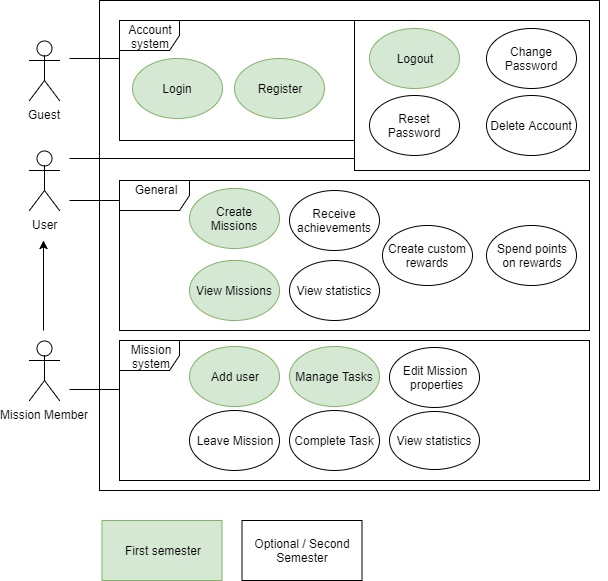 Account
system
Login
Register
Logout
Change
Password
Reset
Password
Delete Account
Guest
User
General
Create
Missions
Receive
achievements
Create custom
rewards
Spend points
on rewards
View Missions
View statistics
Mission
system
Add user
Manage Tasks
Edit Mission
properties
Mission Member
Leave Mission
Complete Task
View statistics
First semester
Optional / Second
Semester